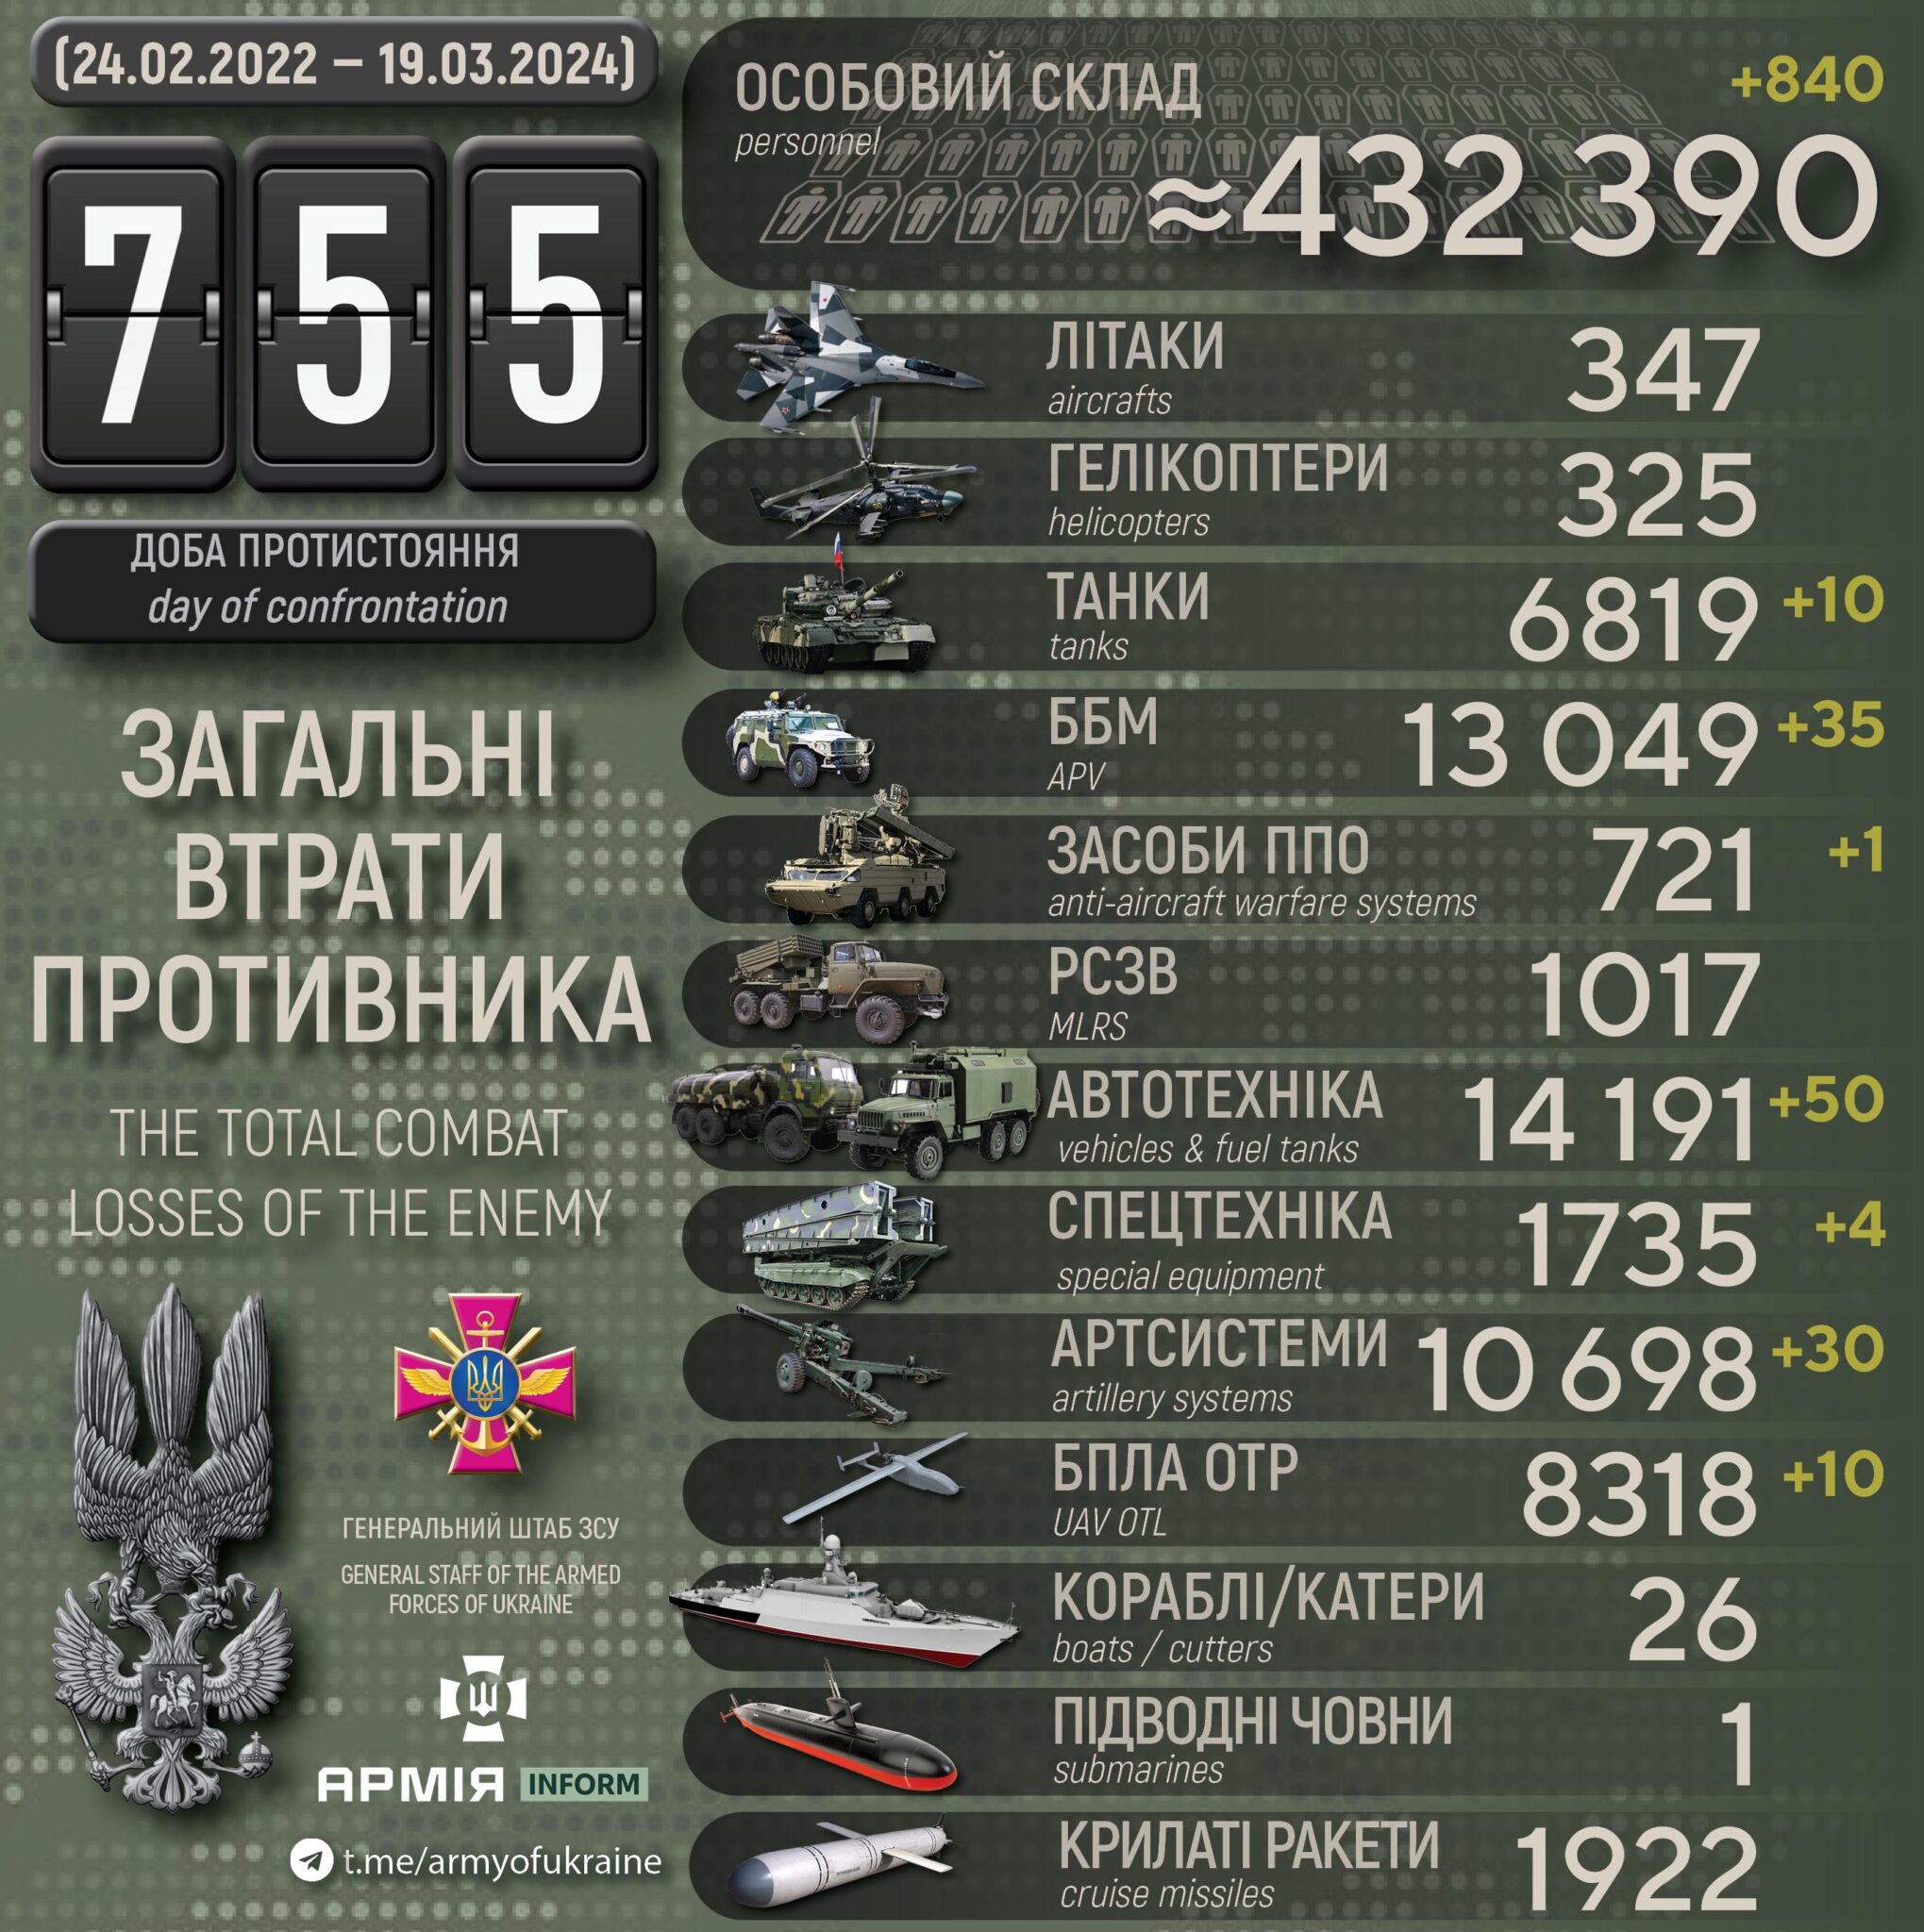 (24.02.2022 – 19.03.2024)
755
ДОБА ПРОТИСТОЯННЯ
day of confrontation
ЗАГАЛЬНІ
ВТРАТИ
ПРОТИВНИКА
THE TOTAL COMBAT
LOSSES OF THE ENEMY
ГЕНЕРАЛЬНИЙ ШТАБ ЗСУ
GENERAL STAFF OF THE ARMED
FORCES OF UKRAINE
АРМІЯ INFORM
t.me/armyofukraine
ОСОБОВИЙ СКЛАД +840
personnel
≈432 390
ЛІТАКИ 347
aircrafts
ГЕЛІКОПТЕРИ 325
helicopters
ТАНКИ 6819 +10
tanks
ББМ 13 049 +35
APV
ЗАСОБИ ППО 721 +1
anti-aircraft warfare systems
РСЗВ 1017
MLRS
АВТОТЕХНІКА 14 191 +50
vehicles & fuel tanks
СПЕЦТЕХНІКА 1735 +4
special equipment
АРТСИСТЕМИ 10 698 +30
artillery systems
БПЛА ОТР 8318 +10
UAV OTL
КОРАБЛІ/КАТЕРИ 26
boats / cutters
ПІДВОДНІ ЧОВНИ 1
submarines
КРИЛАТІ РАКЕТИ 1922
cruise missiles